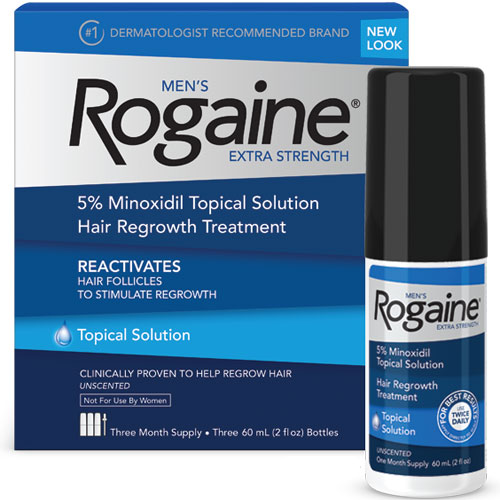 #1 DERMATOLOGIST RECOMMENDED BRAND
NEW
LOOK
MEN'S
Rogaine®
EXTRA STRENGTH
5% Minoxidil Topical Solution
Hair Regrowth Treatment
REACTIVATES
HAIR FOLLICLES
TO STIMULATE REGROWTH
Topical Solution
CLINICALLY PROVEN TO HELP REGROW HAIR
UNSCENTED
Not For Use By Women
Three Month Supply • Three 60 mL (2 fl oz) Bottles
MEN'S
Rogaine®
EXTRA STRENGTH
5% Minoxidil
Topical Solution
Hair Regrowth
Treatment
Topical
Solution
FOR BEST RESULTS
USE
TWICE
DAILY
UNSCENTED
One Month Supply 60 mL (2 fl oz)